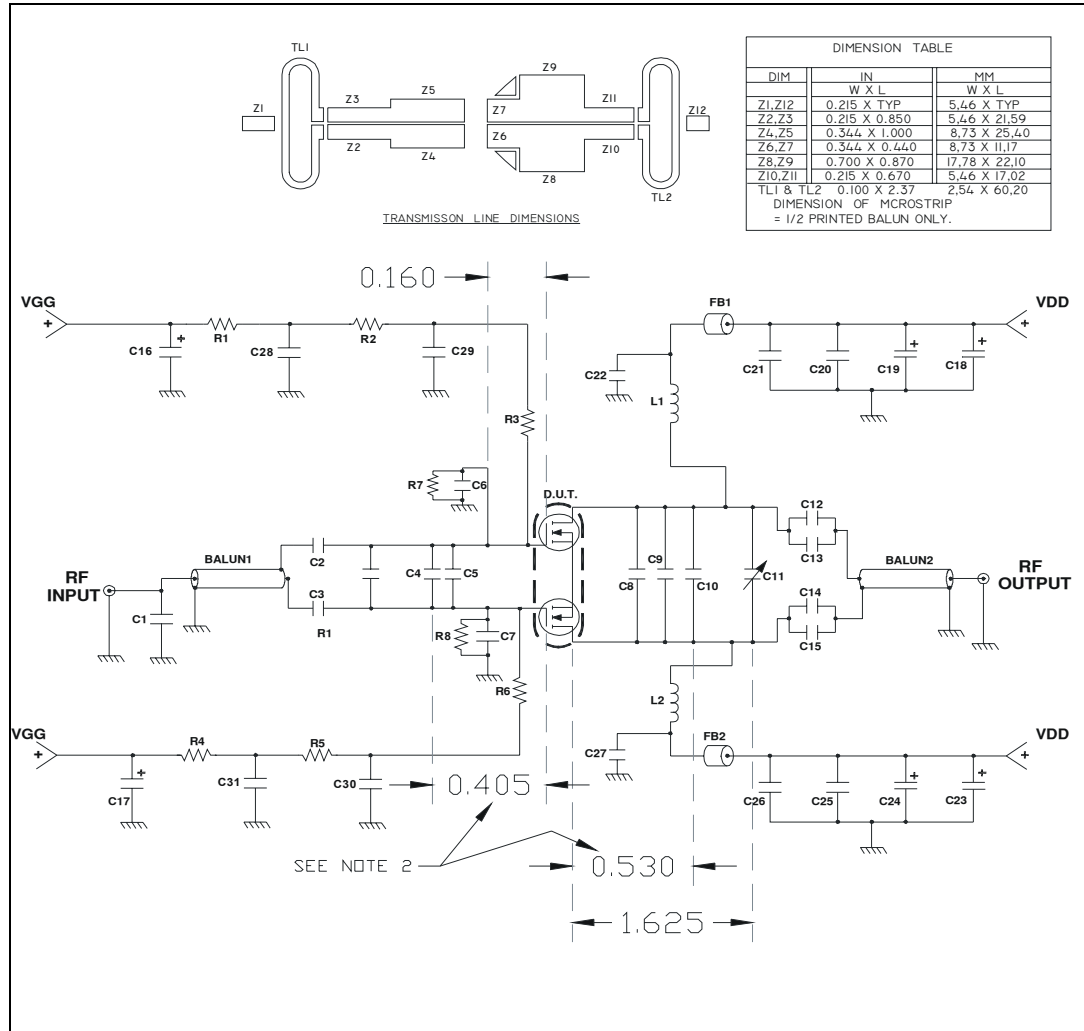 TL1
Z1
Z3
Z5
Z2
Z4
Z9
Z7
Z6
Z8
Z11
Z10
Z12
TL2
TRANSMISSON LINE DIMENSIONS
DIMENSION TABLE
DIM IN MM
W X L W X L
Z1,Z12 0.215 X TYP 5,46 X TYP
Z2,Z3 0.215 X 0.850 5,46 X 21,59
Z4,Z5 0.344 X 1.000 8,73 X 25,40
Z6,Z7 0.344 X 0.440 8,73 X 11,17
Z8,Z9 0.700 X 0.870 17,78 X 22,10
Z10,Z11 0.215 X 0.670 5,46 X 17,02
TL1 & TL2 0.100 X 2.37 2,54 X 60,20
DIMENSION OF MCROSTRIP
= 1/2 PRINTED BALUN ONLY.
0.160
VGG
+
C16
+
R1
C28
R2
C29
R3
FB1
VDD
+
C22
L1
C21
C20
C19
+
C18
+
R7
C6
D.U.T.
RF
INPUT
C1
BALUN1
C2
C3
R1
C4
C5
R8
C7
R6
C8
C9
C10
C11
C12
C13
C14
C15
BALUN2
RF
OUTPUT
VGG
+
C17
+
R4
C31
R5
C30
L2
C27
FB2
VDD
+
C26
C25
C24
+
C23
+
0.405
SEE NOTE 2
0.530
1.625